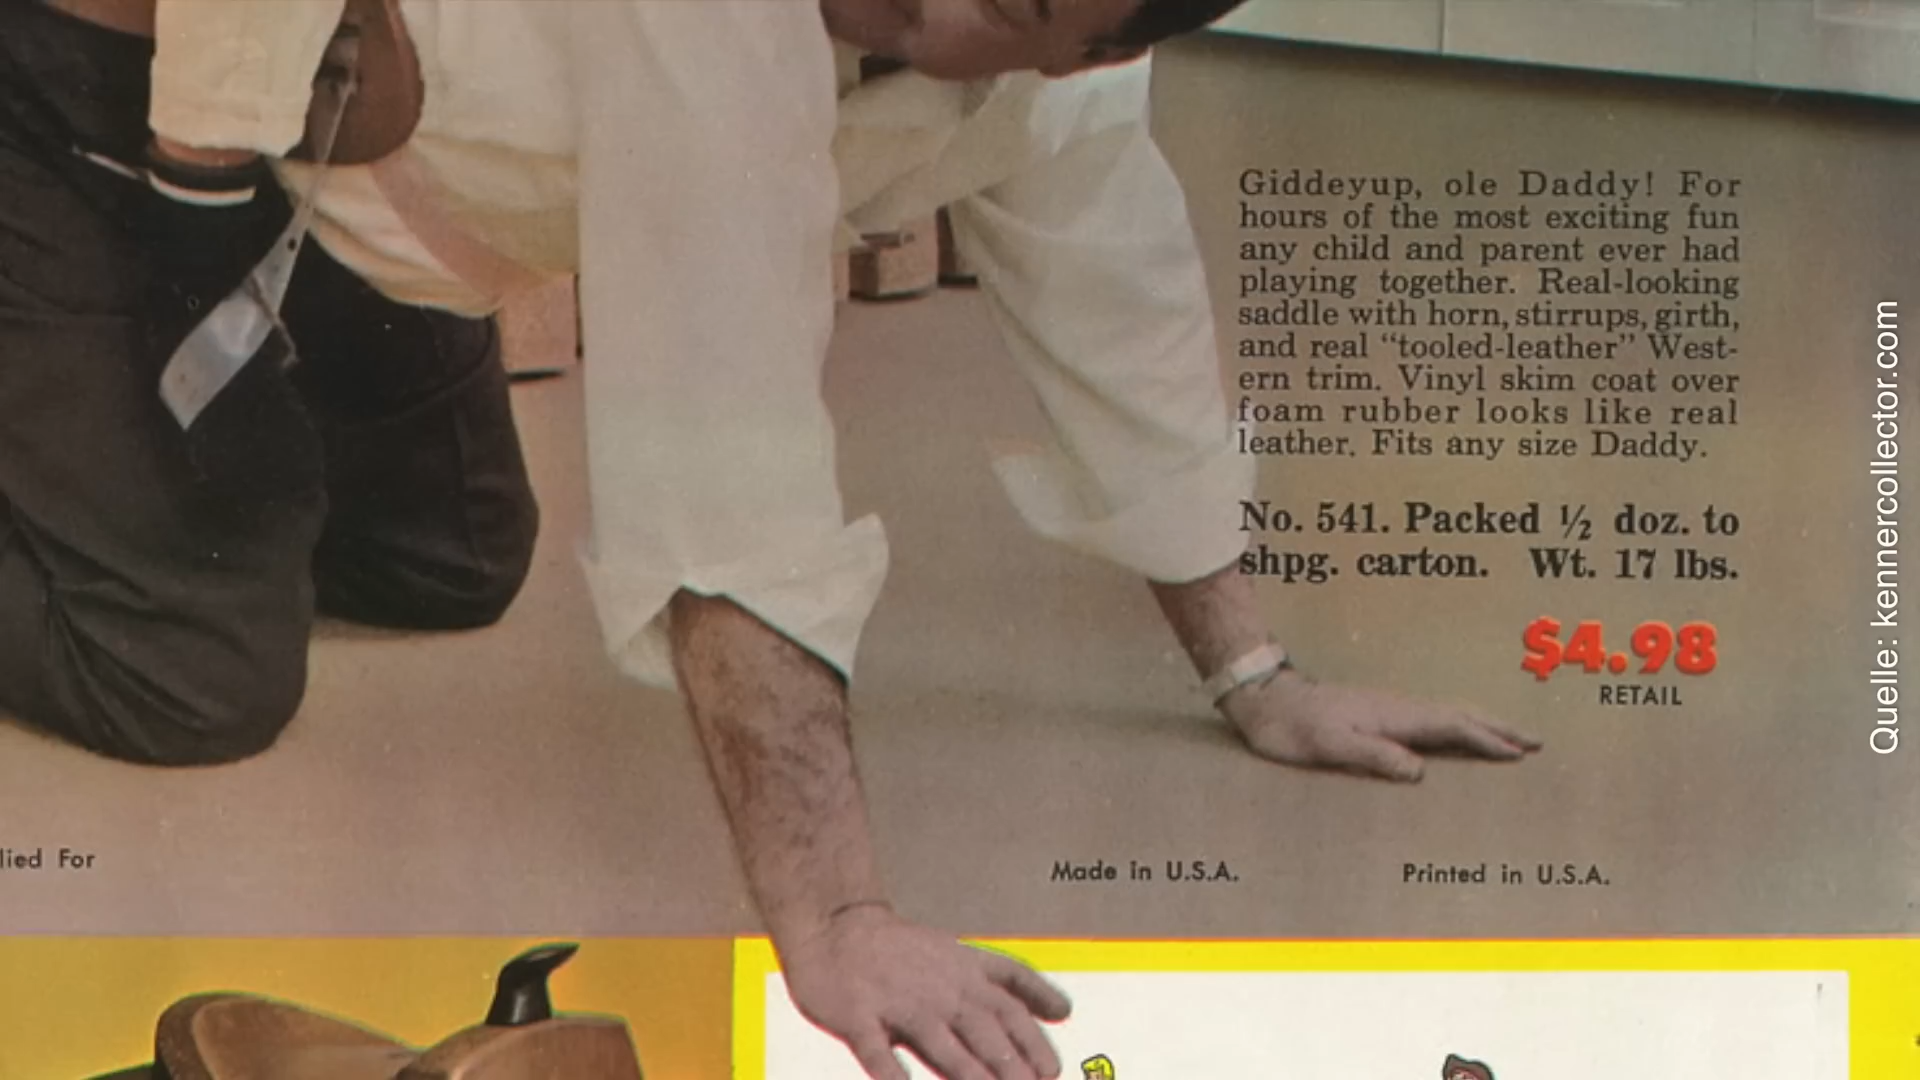 Giddeyup, ole Daddy! For
hours of the most exciting fun
any child and parent ever had
playing together. Real-looking
saddle with horn, stirrups, girth,
and real “tooled-leather” West-
ern trim. Vinyl skim coat over
foam rubber looks like real
leather. Fits any size Daddy.
No. 541. Packed ½ doz. to
shpg. carton. Wt. 17 lbs.
$4.98
RETAIL
Quelle: kennercollector.com
lied For
Made in U.S.A.
Printed in U.S.A.